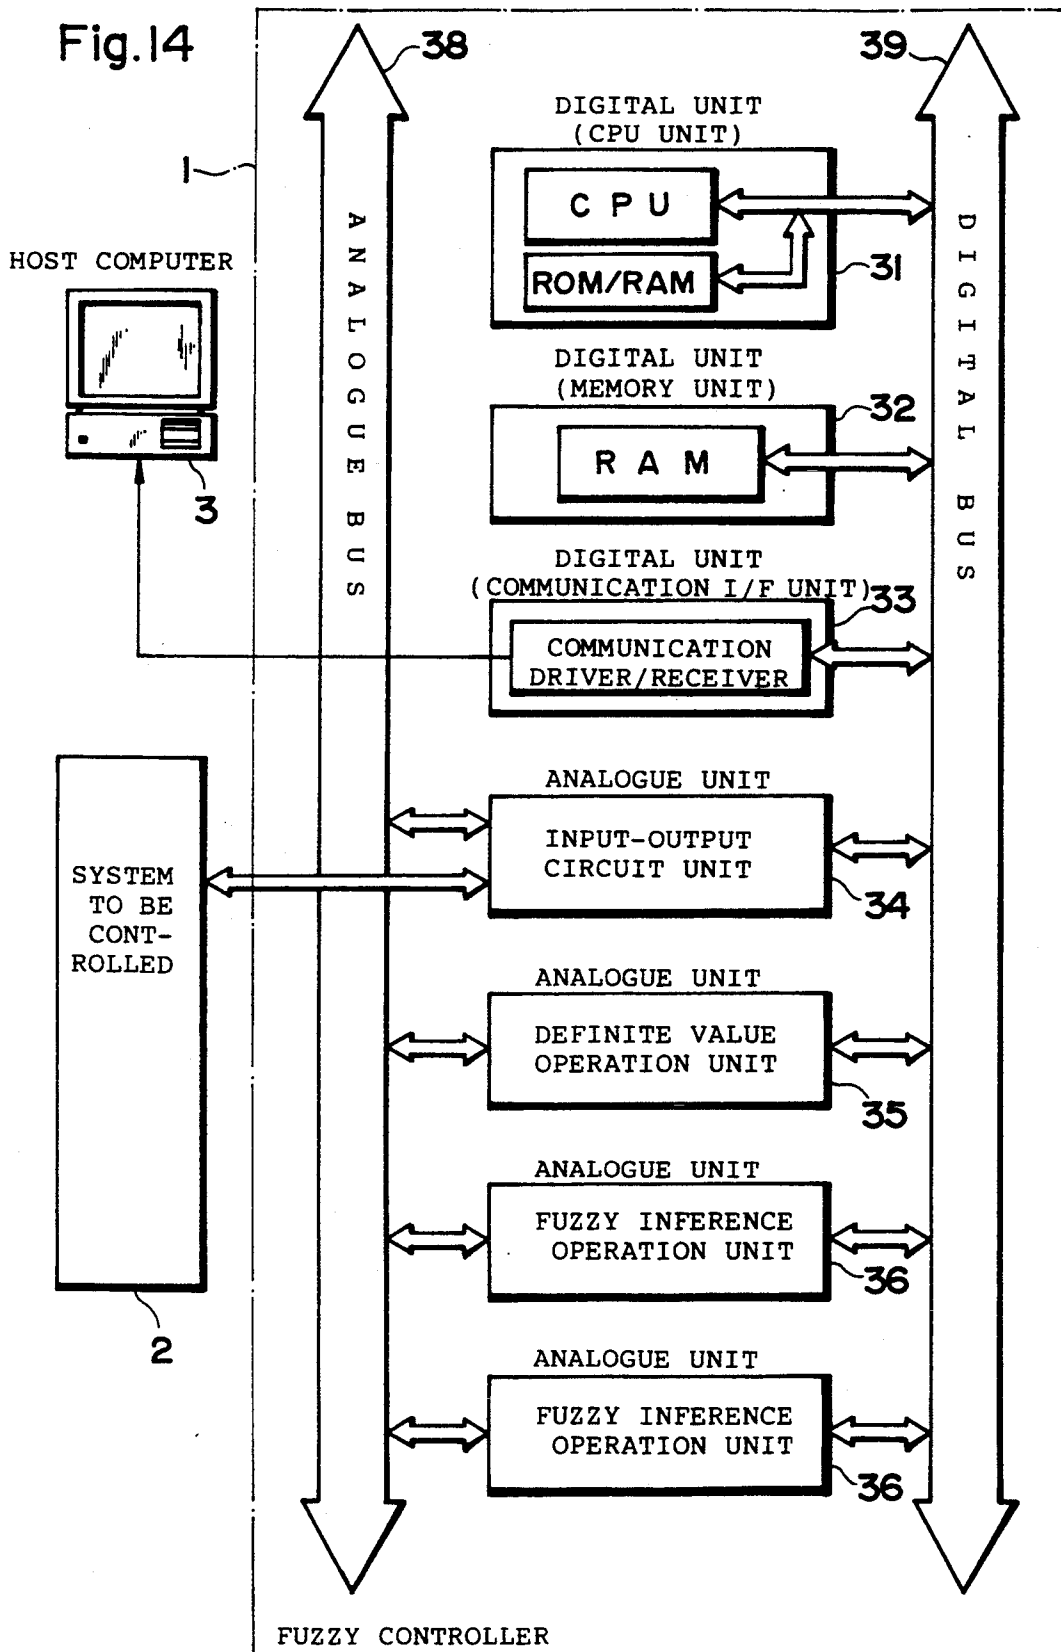 Fig.14
38
39
1
ANALOGUE BUS
DIGITAL BUS
HOST COMPUTER
3
DIGITAL UNIT
(CPU UNIT)
CPU
ROM/RAM
31
DIGITAL UNIT
(MEMORY UNIT)
32
RAM
DIGITAL UNIT
(COMMUNICATION I/F UNIT)
33
COMMUNICATION
DRIVER/RECEIVER
SYSTEM
TO BE
CONT-
ROLLED
2
ANALOGUE UNIT
INPUT-OUTPUT
CIRCUIT UNIT
34
ANALOGUE UNIT
DEFINITE VALUE
OPERATION UNIT
35
ANALOGUE UNIT
FUZZY INFERENCE
OPERATION UNIT
36
ANALOGUE UNIT
FUZZY INFERENCE
OPERATION UNIT
36
FUZZY CONTROLLER